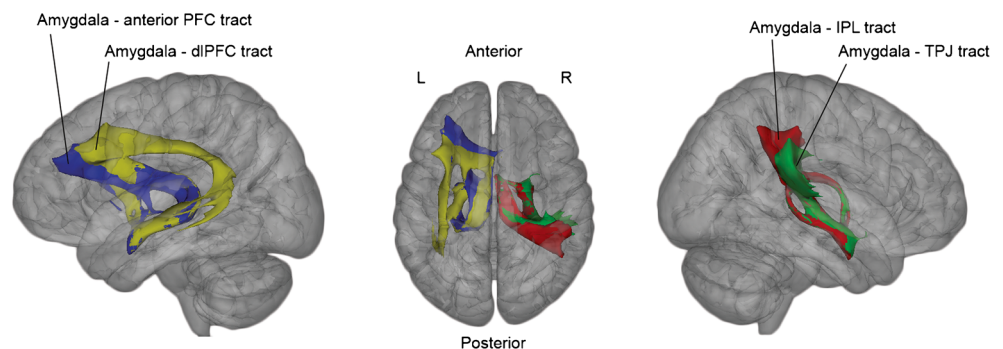 Amygdala - anterior PFC tract
Amygdala - dlPFC tract
Anterior
L
R
Posterior
Amygdala - IPL tract
Amygdala - TPJ tract